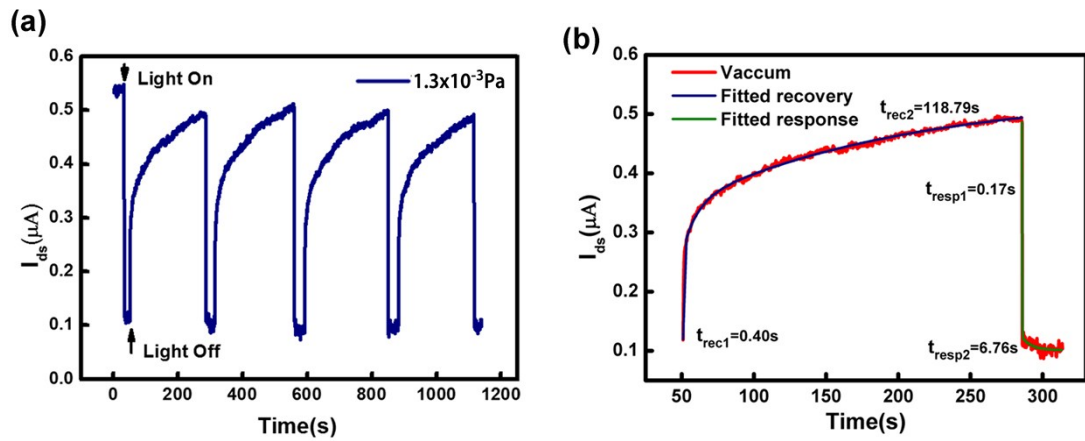 (a)
0.6
0.5
0.4
0.3
0.2
0.1
0.0
I_ds(μA)
Light On
1.3x10⁻³Pa
Light Off
0 200 400 600 800 1000 1200
Time(s)
(b)
0.6
0.5
0.4
0.3
0.2
0.1
I_ds(μA)
Vaccum
Fitted recovery
Fitted response
t_rec2=118.79s
t_resp1=0.17s
t_rec1=0.40s
t_resp2=6.76s
50 100 150 200 250 300
Time(s)